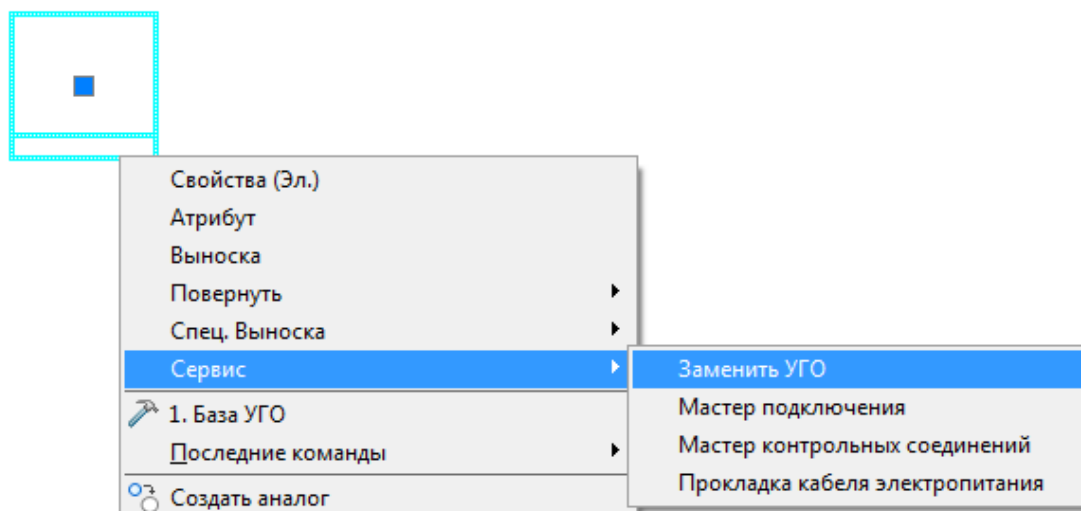 Свойства (Эл.)
Атрибут
Выноска
Повернуть
Спец. Выноска
Сервис
1. База УГО
Последние команды
Создать аналог
Заменить УГО
Мастер подключения
Мастер контрольных соединений
Прокладка кабеля электропитания